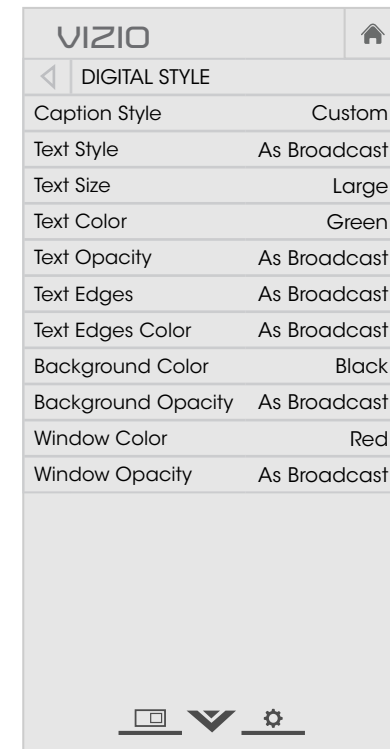 VIZIO
DIGITAL STYLE
Caption Style Custom
Text Style As Broadcast
Text Size Large
Text Color Green
Text Opacity As Broadcast
Text Edges As Broadcast
Text Edges Color As Broadcast
Background Color Black
Background Opacity As Broadcast
Window Color Red
Window Opacity As Broadcast